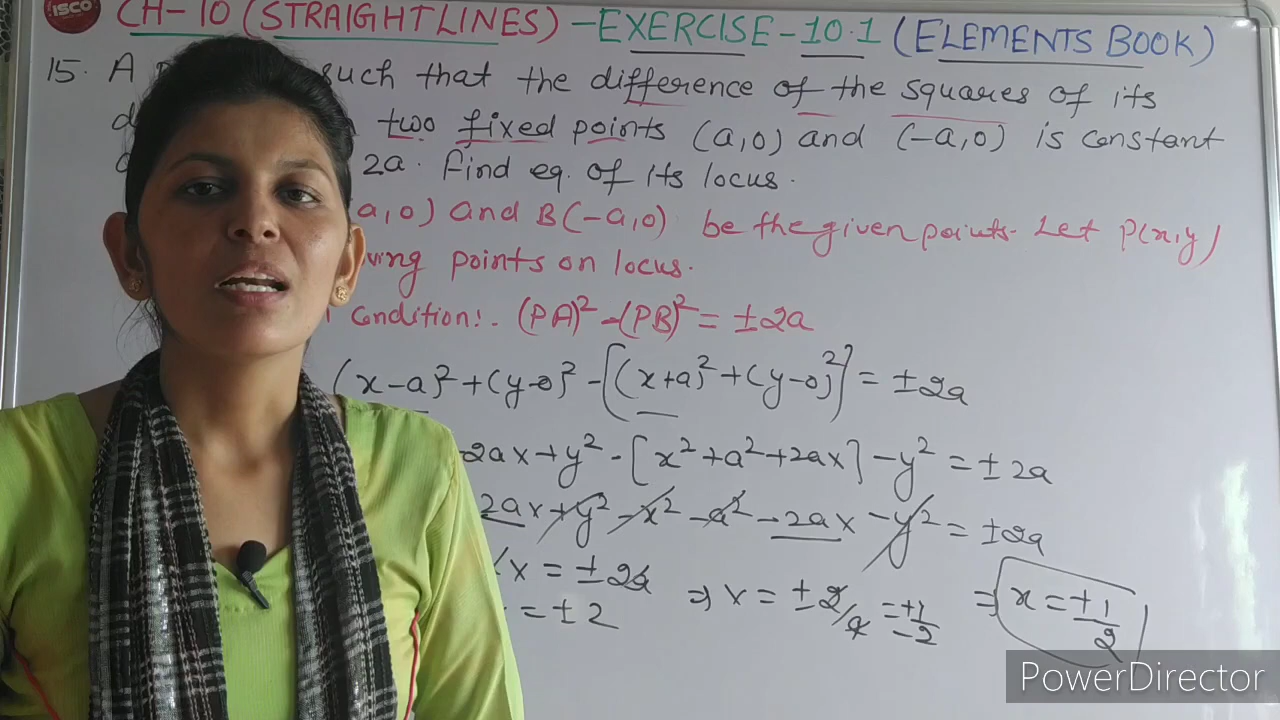 ISCO
CH-10 (STRAIGHT LINES) - EXERCISE-10.1 (ELEMENTS BOOK)
15. A such that the difference of the squares of its
two fixed points (a,0) and (-a,0) is constant
2a. Find eq. of its locus.
a,0) and B(-a,0) be the given points. Let P(x,y)
points on locus.
Condition:- (PA)² - (PB)² = ±2a
(x-a)² + (y-0)² - [(x+a)² + (y-0)²] = ±2a
2ax + y² - [x² + a² + 2ax] - y² = ±2a
2ax + y² - x² - a² - 2ax - y² = ±2a
x = ±2a ⇒ x = ±2/4 = ±1/2 ⇒ x = ±1/2
= ±2
PowerDirector